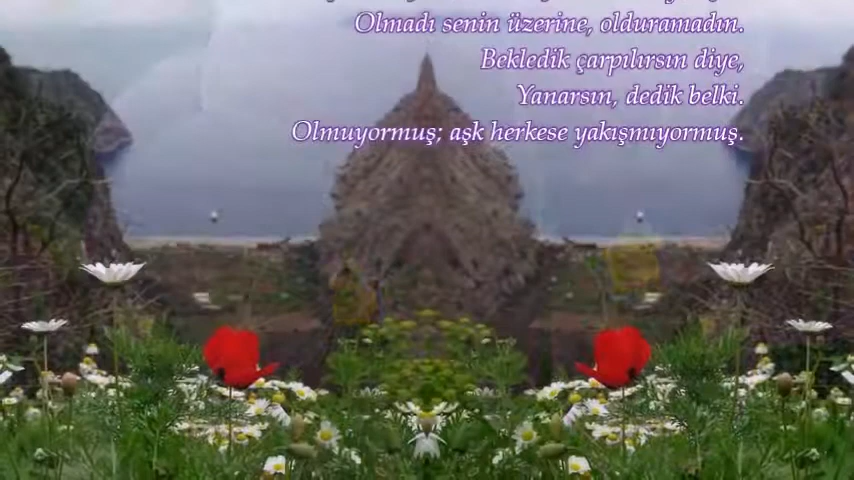 Olmadı senin üzerine, olduramadın.
Bekledik çarpılırsın diye,
Yanarsın, dedik belki.
Olmuyormuş; aşk herkese yakışmıyormuş.